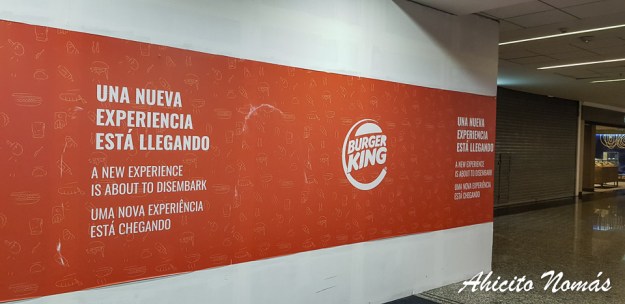 UNA NUEVA
EXPERIENCIA
ESTÁ LLEGANDO
A NEW EXPERIENCE
IS ABOUT TO DISEMBARK
UMA NOVA EXPERIÊNCIA
ESTÁ CHEGANDO
BURGER
KING
UNA NUEVA
EXPERIENCIA
ESTÁ LLEGANDO
A NEW EXPERIENCE
IS ABOUT TO DISEMBARK
UMA NOVA EXPERIÊNCIA
ESTÁ CHEGANDO
Ahicito Nomás